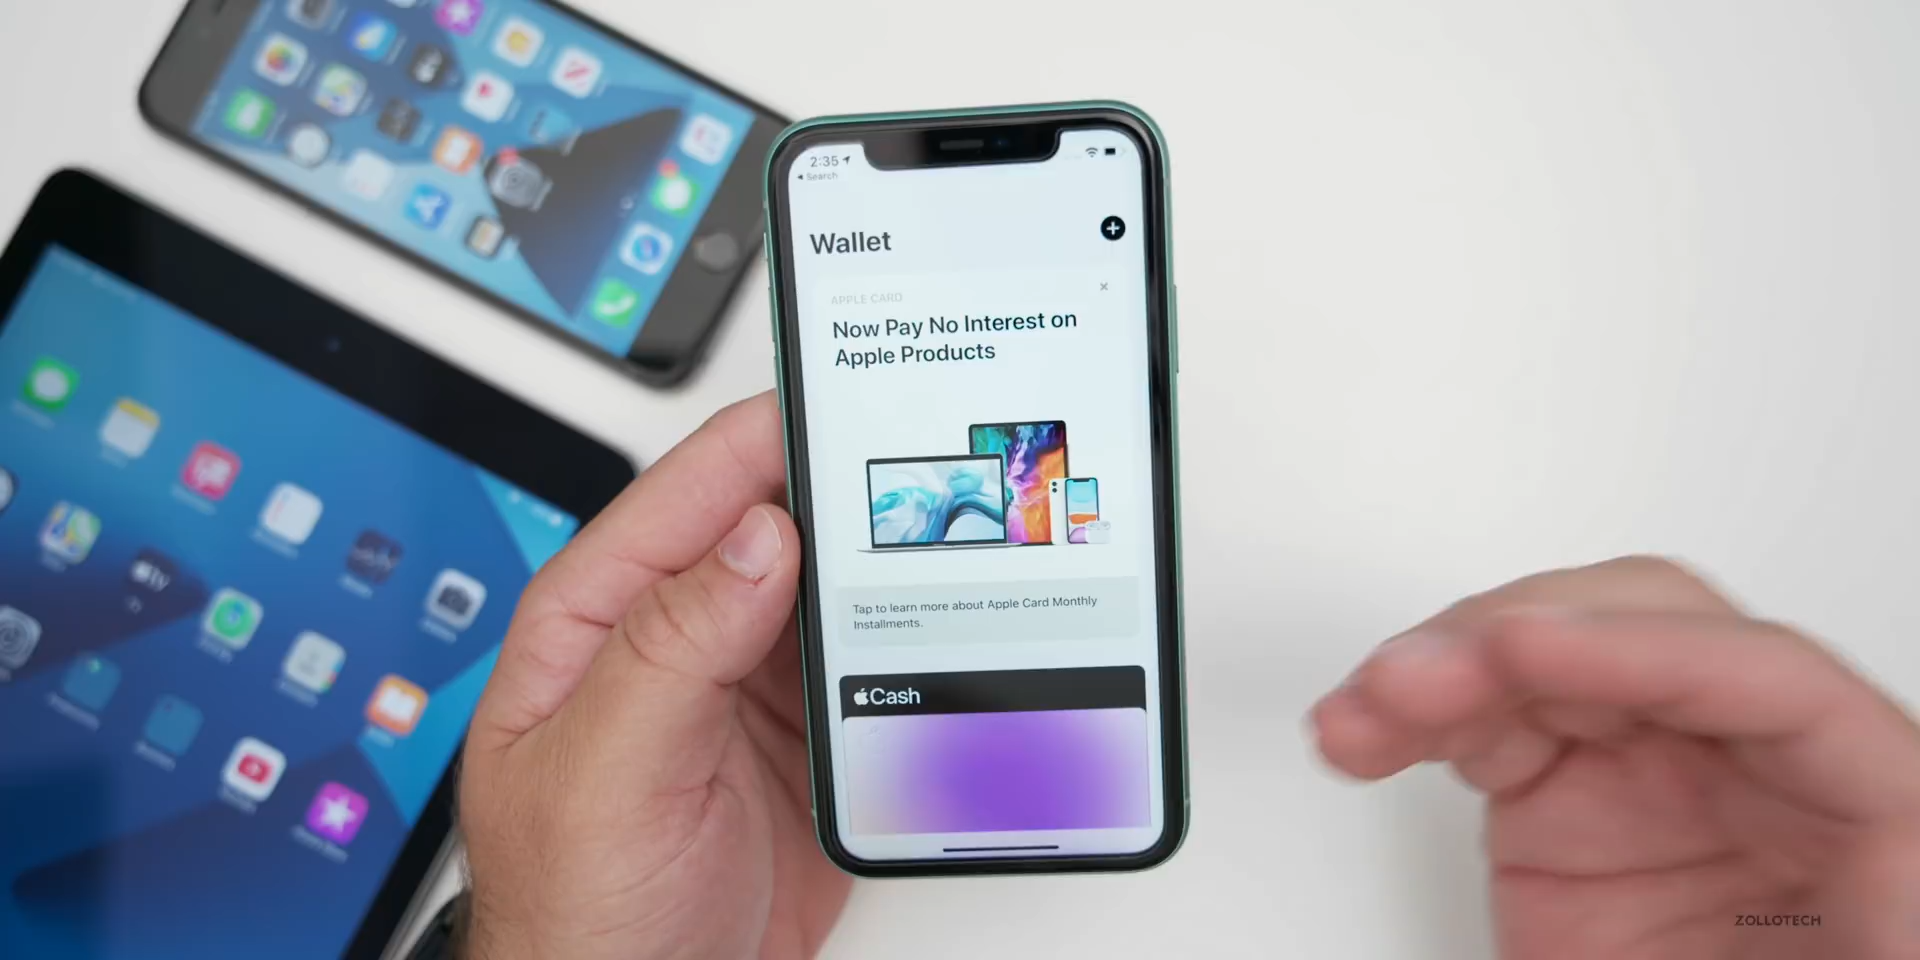 2:35
Search
Wallet
APPLE CARD
Now Pay No Interest on
Apple Products
Tap to learn more about Apple Card Monthly
Installments.
Cash
ZOLLOTECH